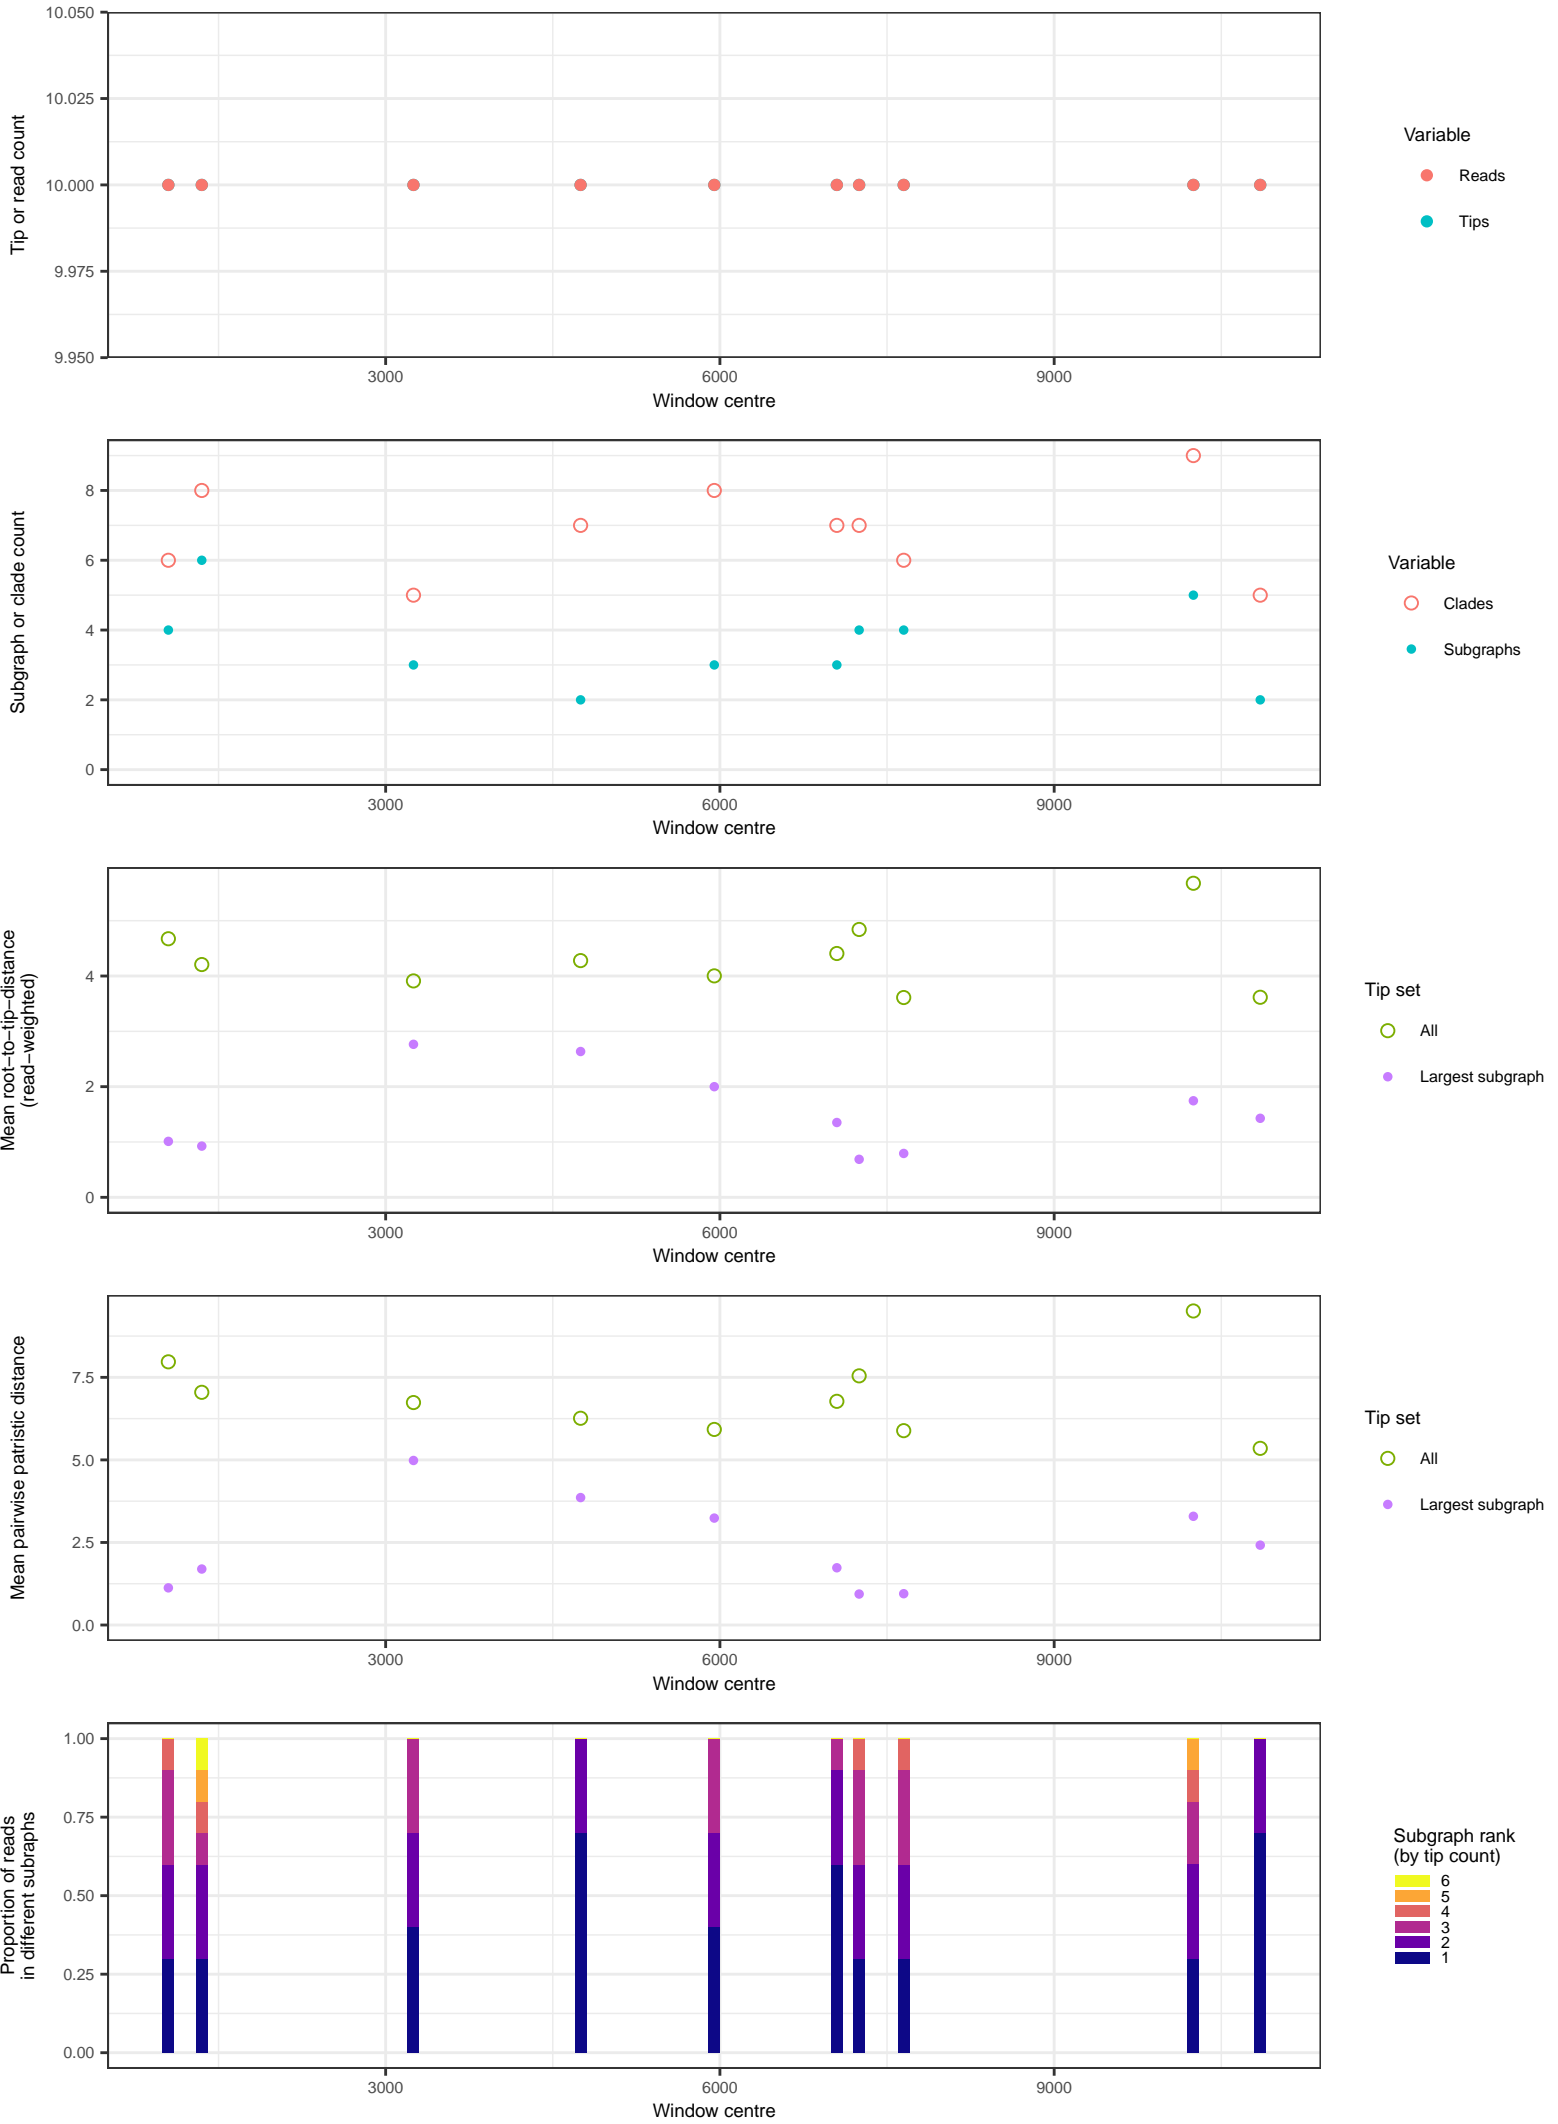 10.050
10.025
10.000
9.975
9.950
Tip or read count
3000 6000 9000
Window centre
Variable
Reads
Tips
8
6
4
2
0
Subgraph or clade count
3000 6000 9000
Window centre
Variable
Clades
Subgraphs
4
2
0
Mean root−to−tip−distance
(read−weighted)
3000 6000 9000
Window centre
Tip set
All
Largest subgraph
7.5
5.0
2.5
0.0
Mean pairwise patristic distance
3000 6000 9000
Window centre
Tip set
All
Largest subgraph
1.00
0.75
0.50
0.25
0.00
Proportion of reads
in different subraphs
3000 6000 9000
Window centre
Subgraph rank
(by tip count)
6
5
4
3
2
1